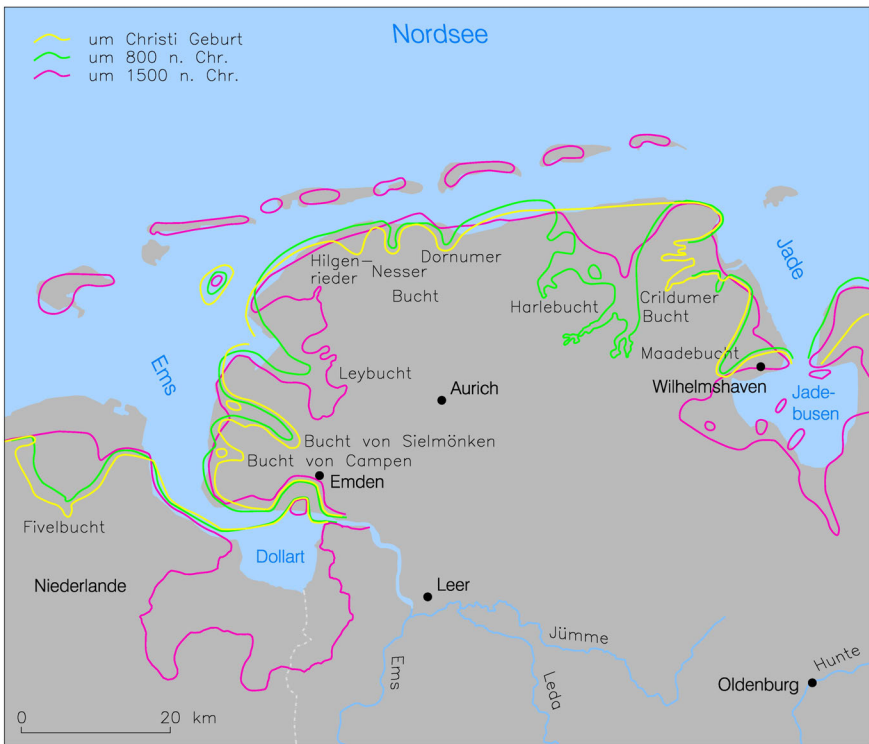 Nordsee
um Christi Geburt
um 800 n. Chr.
um 1500 n. Chr.
Hilgen-
rieder
Nesser
Dornumer
Bucht
Jade
Harlebucht
Crildumer
Bucht
Maadebucht
Ems
Leybucht
Aurich
Wilhelmshaven
Jade-
busen
Bucht von Sielmönken
Bucht von Campen
Emden
Fivelbucht
Dollart
Niederlande
Leer
Jümme
Ems
Leda
Oldenburg
Hunte
0 20 km